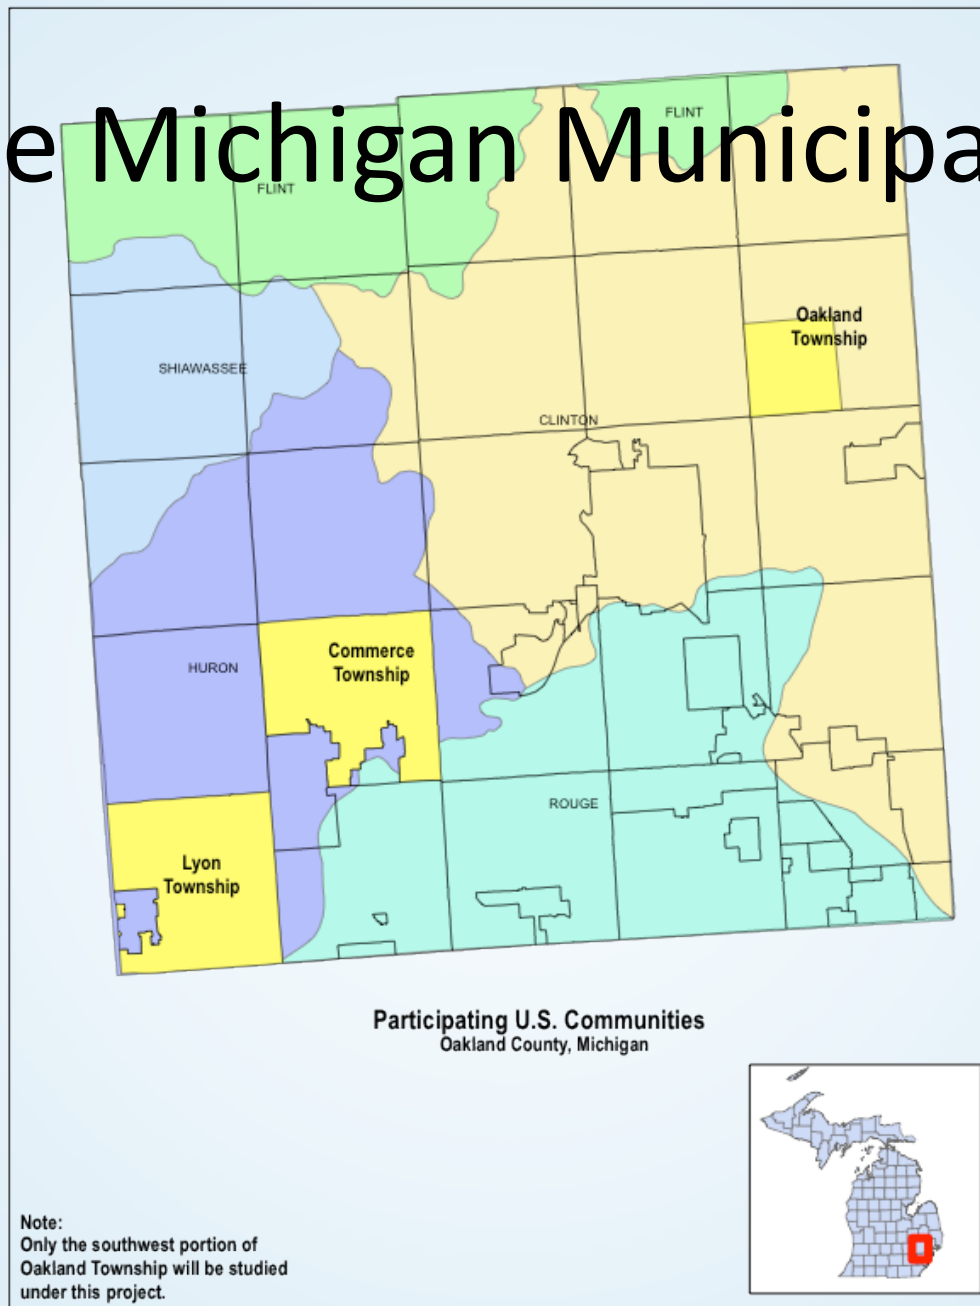 e Michigan Municipa
FLINT
FLINT
Oakland
Township
SHIAWASSEE
CLINTON
Commerce
Township
HURON
ROUGE
Lyon
Township
Participating U.S. Communities
Oakland County, Michigan
Note:
Only the southwest portion of
Oakland Township will be studied
under this project.